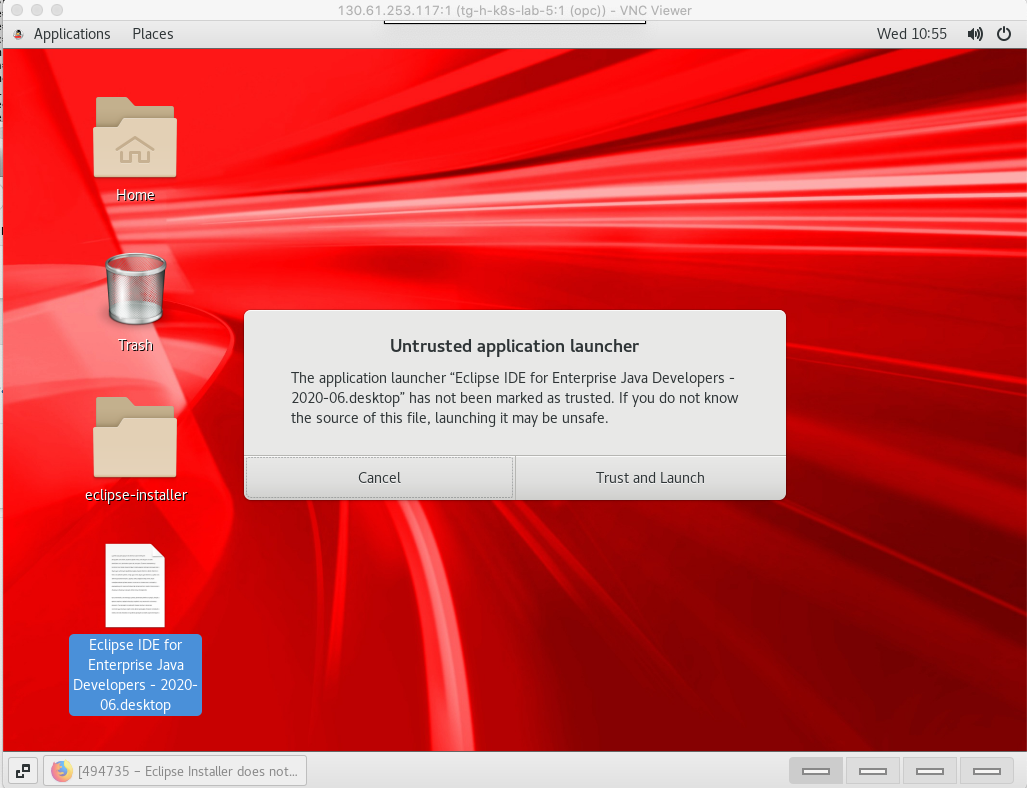 130.61.253.117:1 (tg-h-k8s-lab-5:1 (opc)) - VNC Viewer
Applications Places Wed 10:55
Home
Trash
Untrusted application launcher
The application launcher “Eclipse IDE for Enterprise Java Developers -
2020-06.desktop” has not been marked as trusted. If you do not know
the source of this file, launching it may be unsafe.
Cancel Trust and Launch
eclipse-installer
Eclipse IDE for
Enterprise Java
Developers - 2020-
06.desktop
[494735 – Eclipse Installer does not...